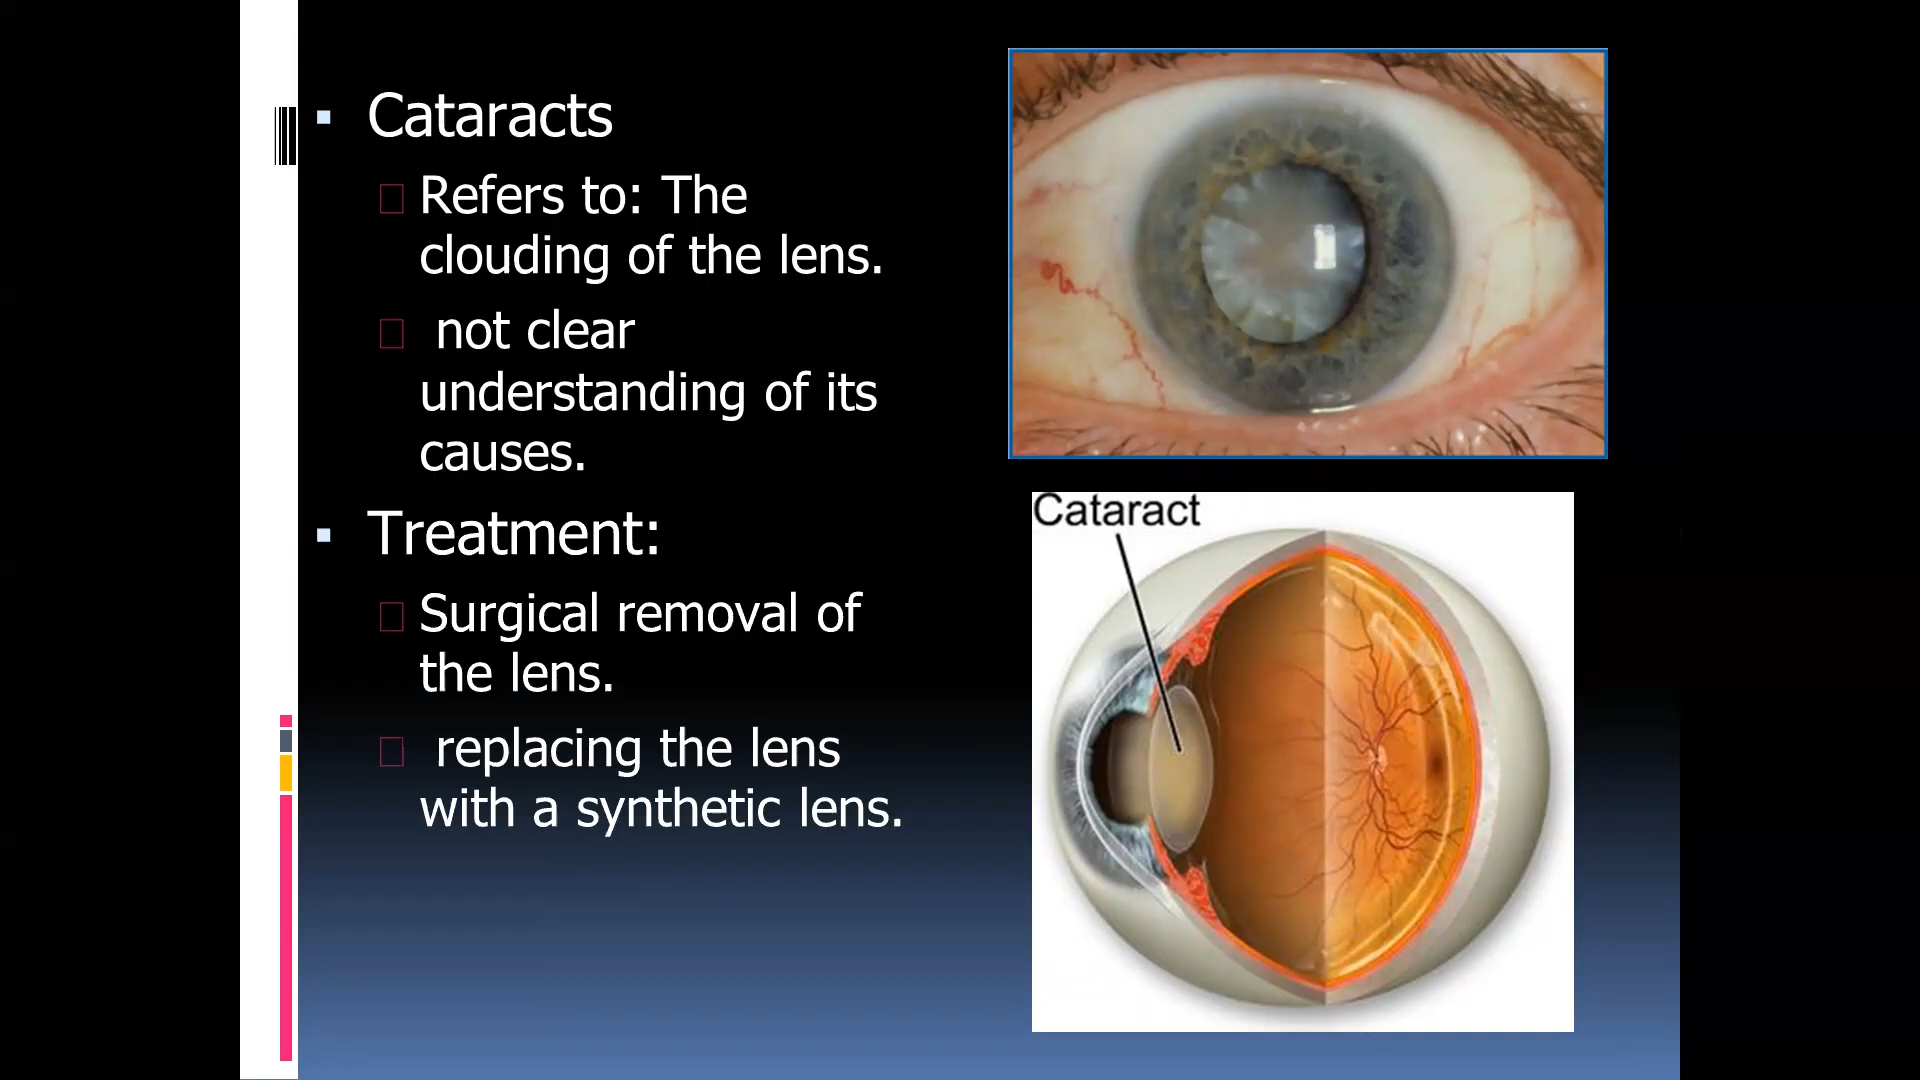 Cataracts
Refers to: The
clouding of the lens.
not clear
understanding of its
causes.
Treatment:
Surgical removal of
the lens.
replacing the lens
with a synthetic lens.
Cataract